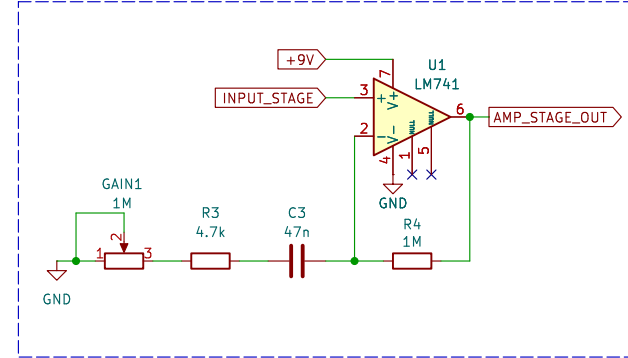 +9V
U1
LM741
7
V+
INPUT_STAGE
3
+
6
AMP_STAGE_OUT
2
-
V-
NULL
NULL
4
1
5
GND
GAIN1
1M
R3
4.7k
C3
47n
R4
1M
2
1
3
GND